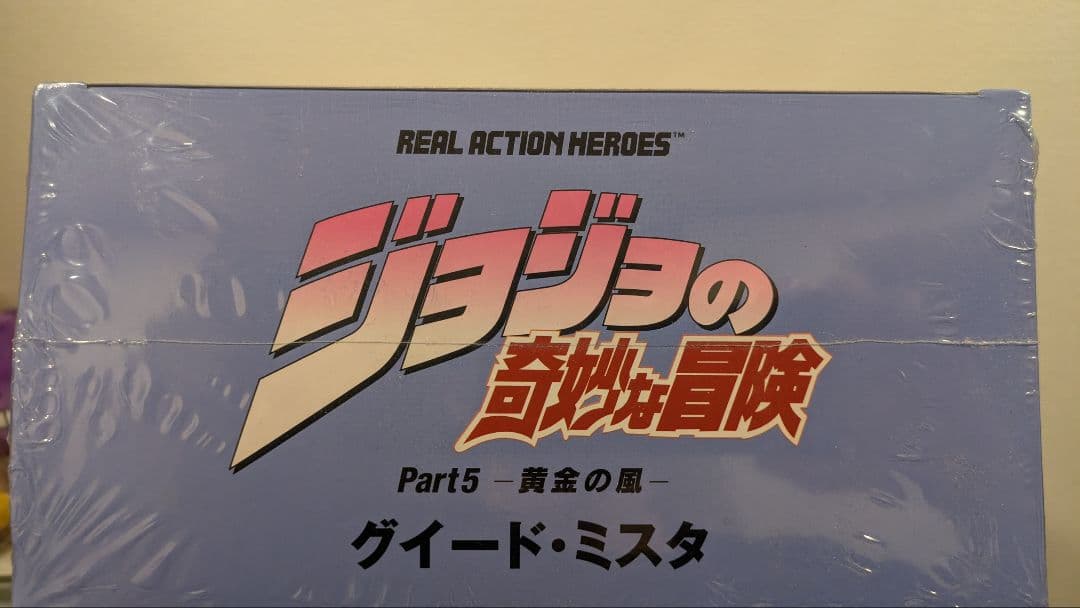 REAL ACTION HEROES™
ジョジョの
奇妙な冒険
Part5 －黄金の風－
グイード・ミスタ